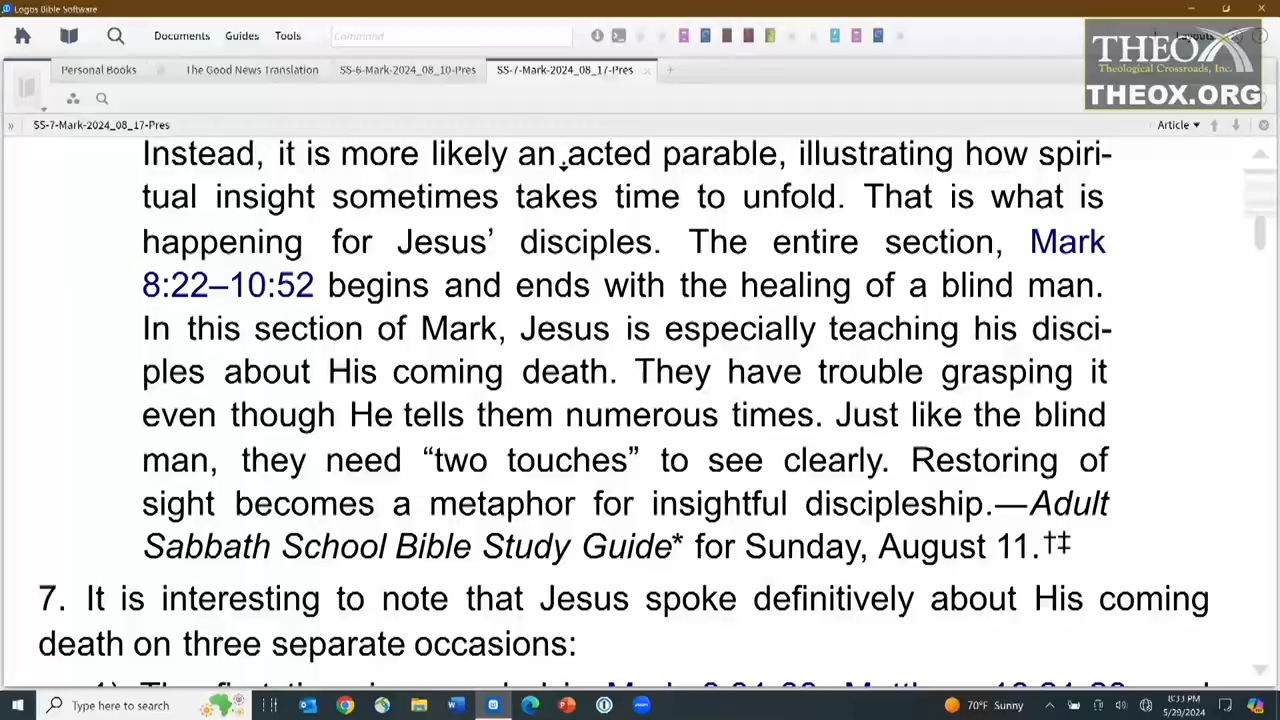 Logos Bible Software
Documents Guides Tools Command Layouts
THEOX
Theological Crossroads, Inc.
THEOX.ORG
Personal Books The Good News Translation SS-7-Mark-2024_08_17-Pres
SS-7-Mark-2024_08_17-Pres Article
Instead, it is more likely an acted parable, illustrating how spiri-
tual insight sometimes takes time to unfold. That is what is
happening for Jesus’ disciples. The entire section, Mark
8:22–10:52 begins and ends with the healing of a blind man.
In this section of Mark, Jesus is especially teaching his disci-
ples about His coming death. They have trouble grasping it
even though He tells them numerous times. Just like the blind
man, they need “two touches” to see clearly. Restoring of
sight becomes a metaphor for insightful discipleship.—Adult
Sabbath School Bible Study Guide* for Sunday, August 11.†‡
7. It is interesting to note that Jesus spoke definitively about His coming
death on three separate occasions:
Type here to search
70°F Sunny
8:33 PM
5/29/2024